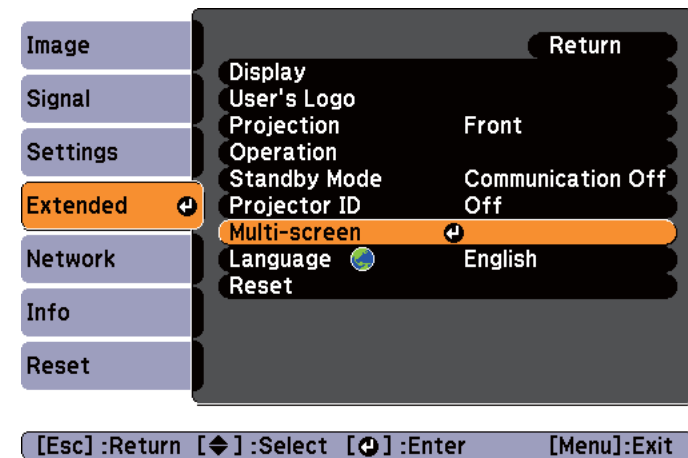 Image
Signal
Settings
Extended
Network
Info
Reset
Return
Display
User's Logo
Projection Front
Operation
Standby Mode Communication Off
Projector ID Off
Multi-screen
Language English
Reset
[Esc] :Return [◆] :Select [↵] :Enter [Menu]:Exit